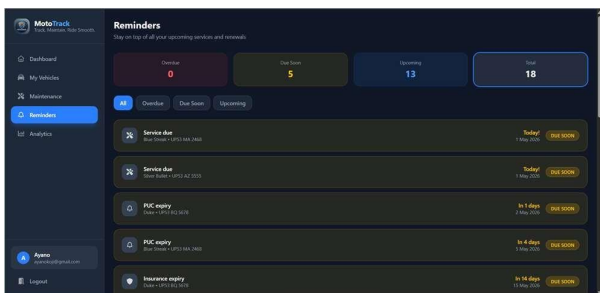 MotoTrack
Track. Maintain. Ride Smooth.
Dashboard
My Vehicles
Maintenance
Reminders
Analytics
A
Ayano
Logout
Reminders
Stay on top of all your upcoming services and renewals
Overdue
0
Due Soon
5
Upcoming
13
Total
18
All
Overdue
Due Soon
Upcoming
Service due
Blue Streak • UP53 MA 2468
Today!
1 May 2026
DUE SOON
Service due
Silver Bullet • UP53 AZ 5555
Today!
1 May 2026
DUE SOON
PUC expiry
Duke • UP53 BQ 5678
In 1 days
2 May 2026
DUE SOON
PUC expiry
Blue Streak • UP53 MA 2468
In 4 days
5 May 2026
DUE SOON
Insurance expiry
Duke • UP53 BQ 5678
In 14 days
15 May 2026
DUE SOON